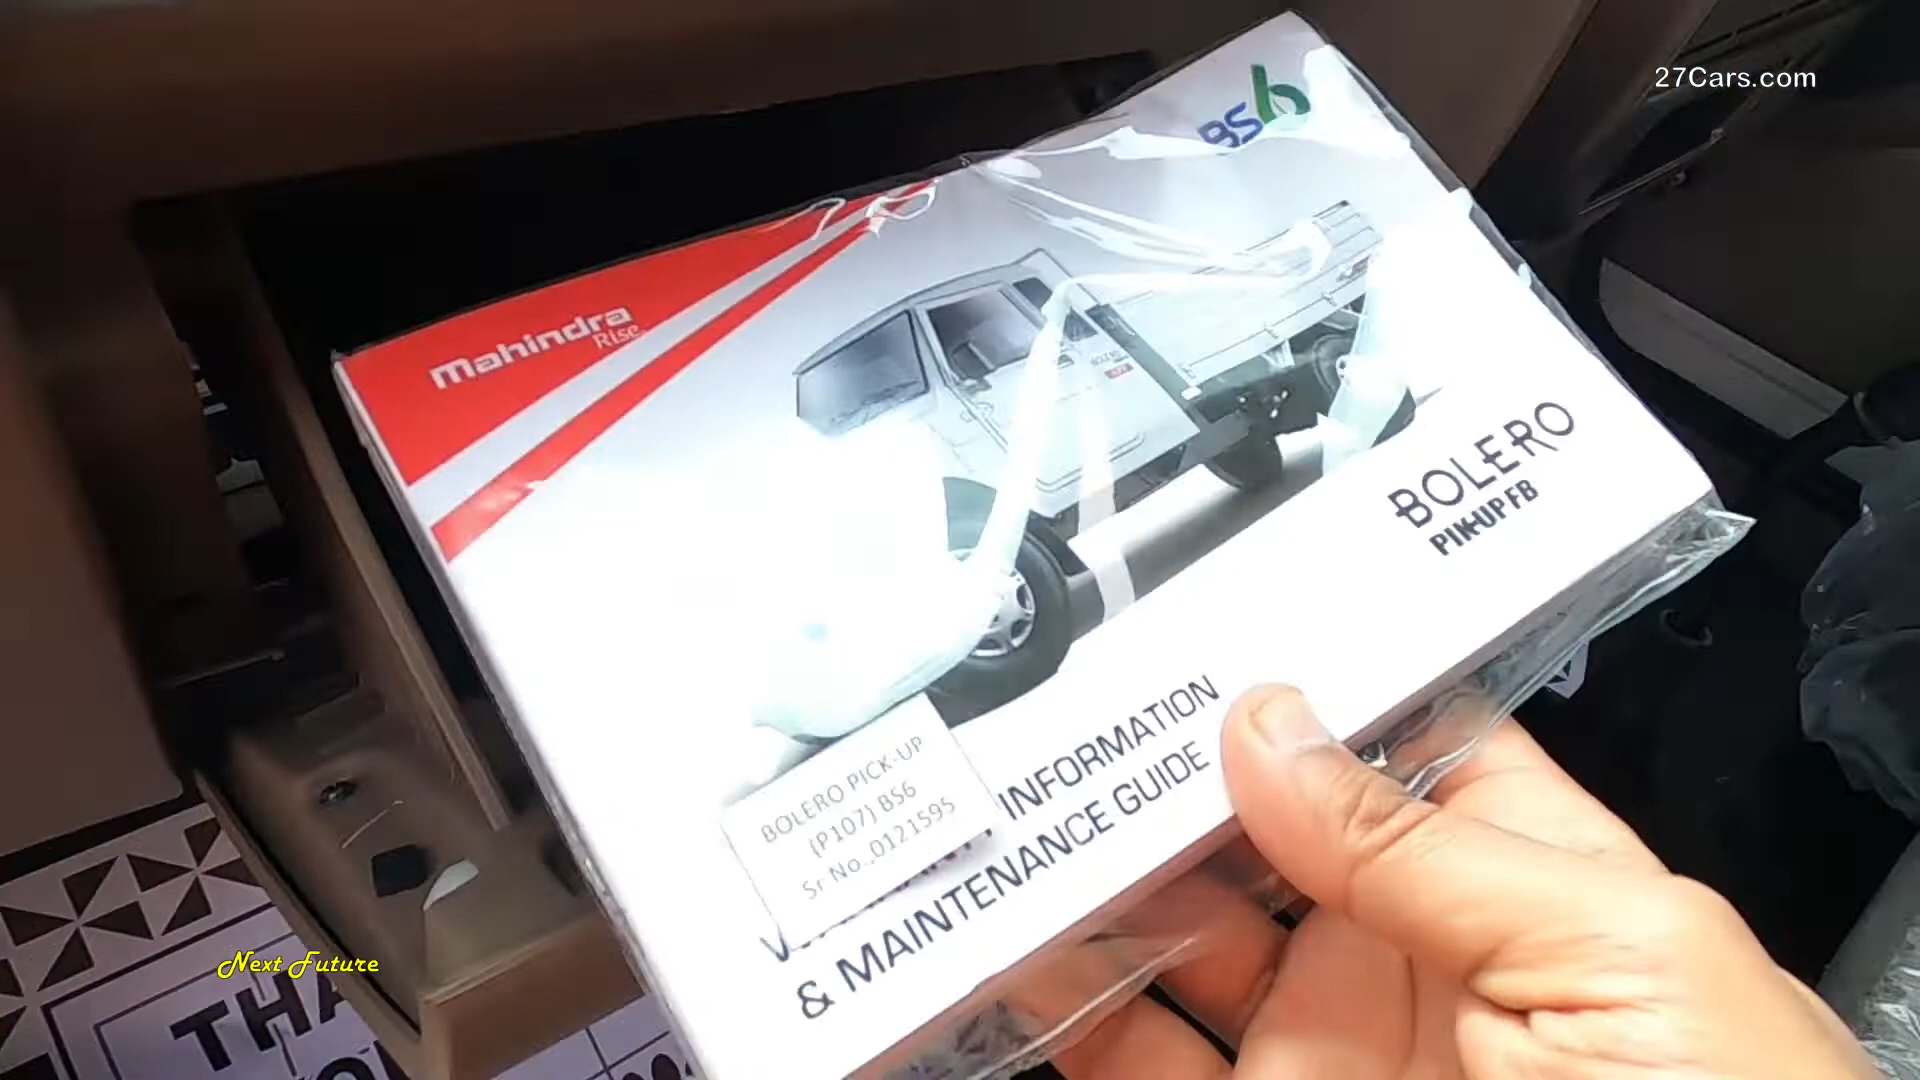 27Cars.com
BS6
Mahindra
Rise
BOLERO
PIK-UP FB
BOLERO PICK-UP
(P107) BS6
Sr No.,0121595
INFORMATION
& MAINTENANCE GUIDE
Next Future